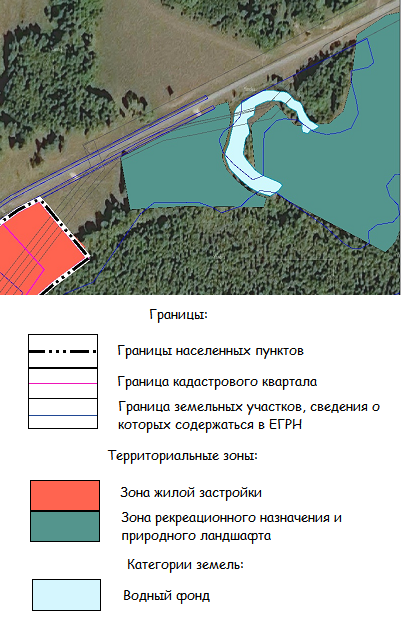 Границы:
Границы населенных пунктов
Граница кадастрового квартала
Граница земельных участков, сведения о
которых содержаться в ЕГРН
Территориальные зоны:
Зона жилой застройки
Зона рекреационного назначения и
природного ландшафта
Категории земель:
Водный фонд